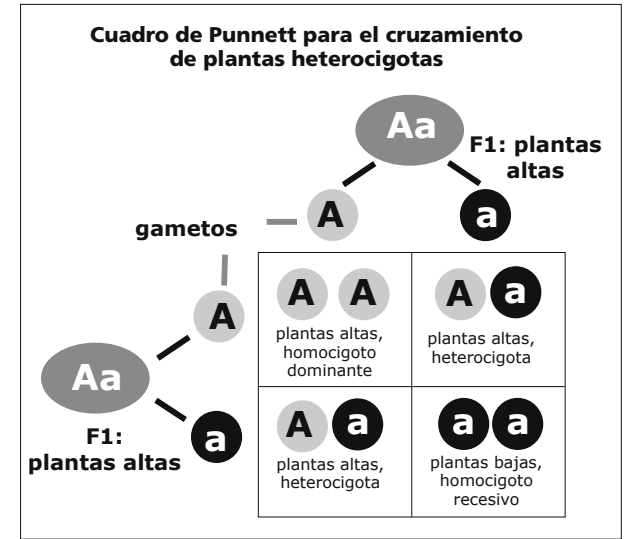 Cuadro de Punnett para el cruzamiento
de plantas heterocigotas
Aa
F1: plantas
altas
A
a
gametos
A
Aa
a
F1:
plantas altas
A A
plantas altas,
homocigoto
dominante
A a
plantas altas,
heterocigota
A a
plantas altas,
heterocigota
a a
plantas bajas,
homocigoto
recesivo